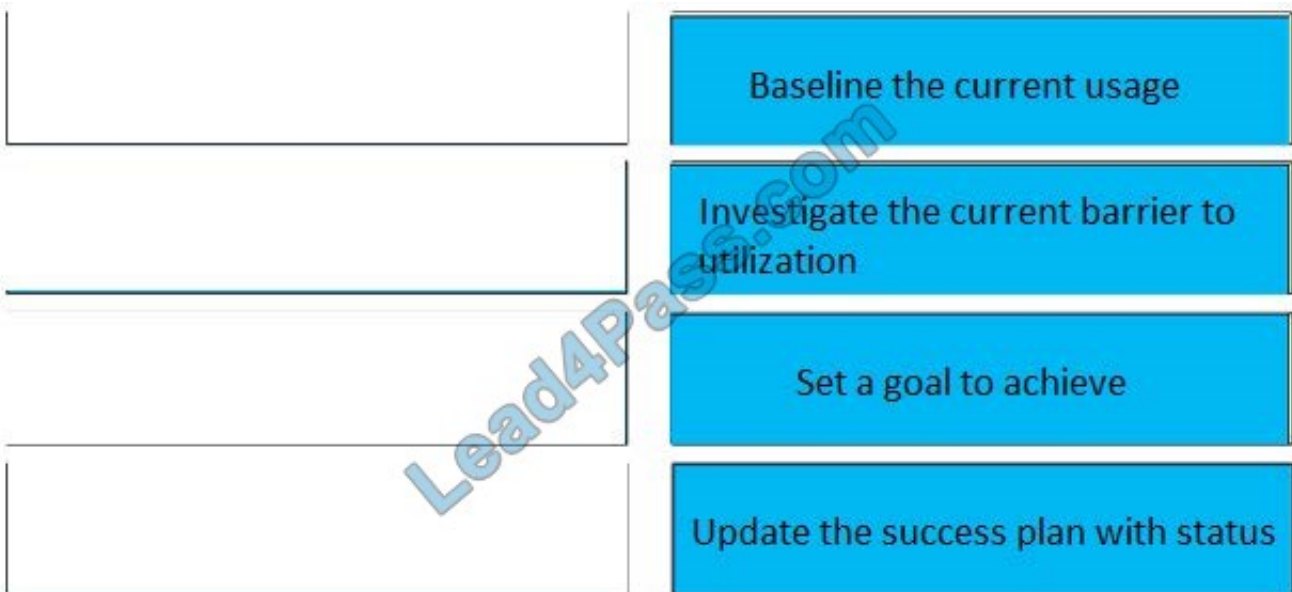 Baseline the current usage
Investigate the current barrier to
utilization
Set a goal to achieve
Update the success plan with status
Lead4Pass.com